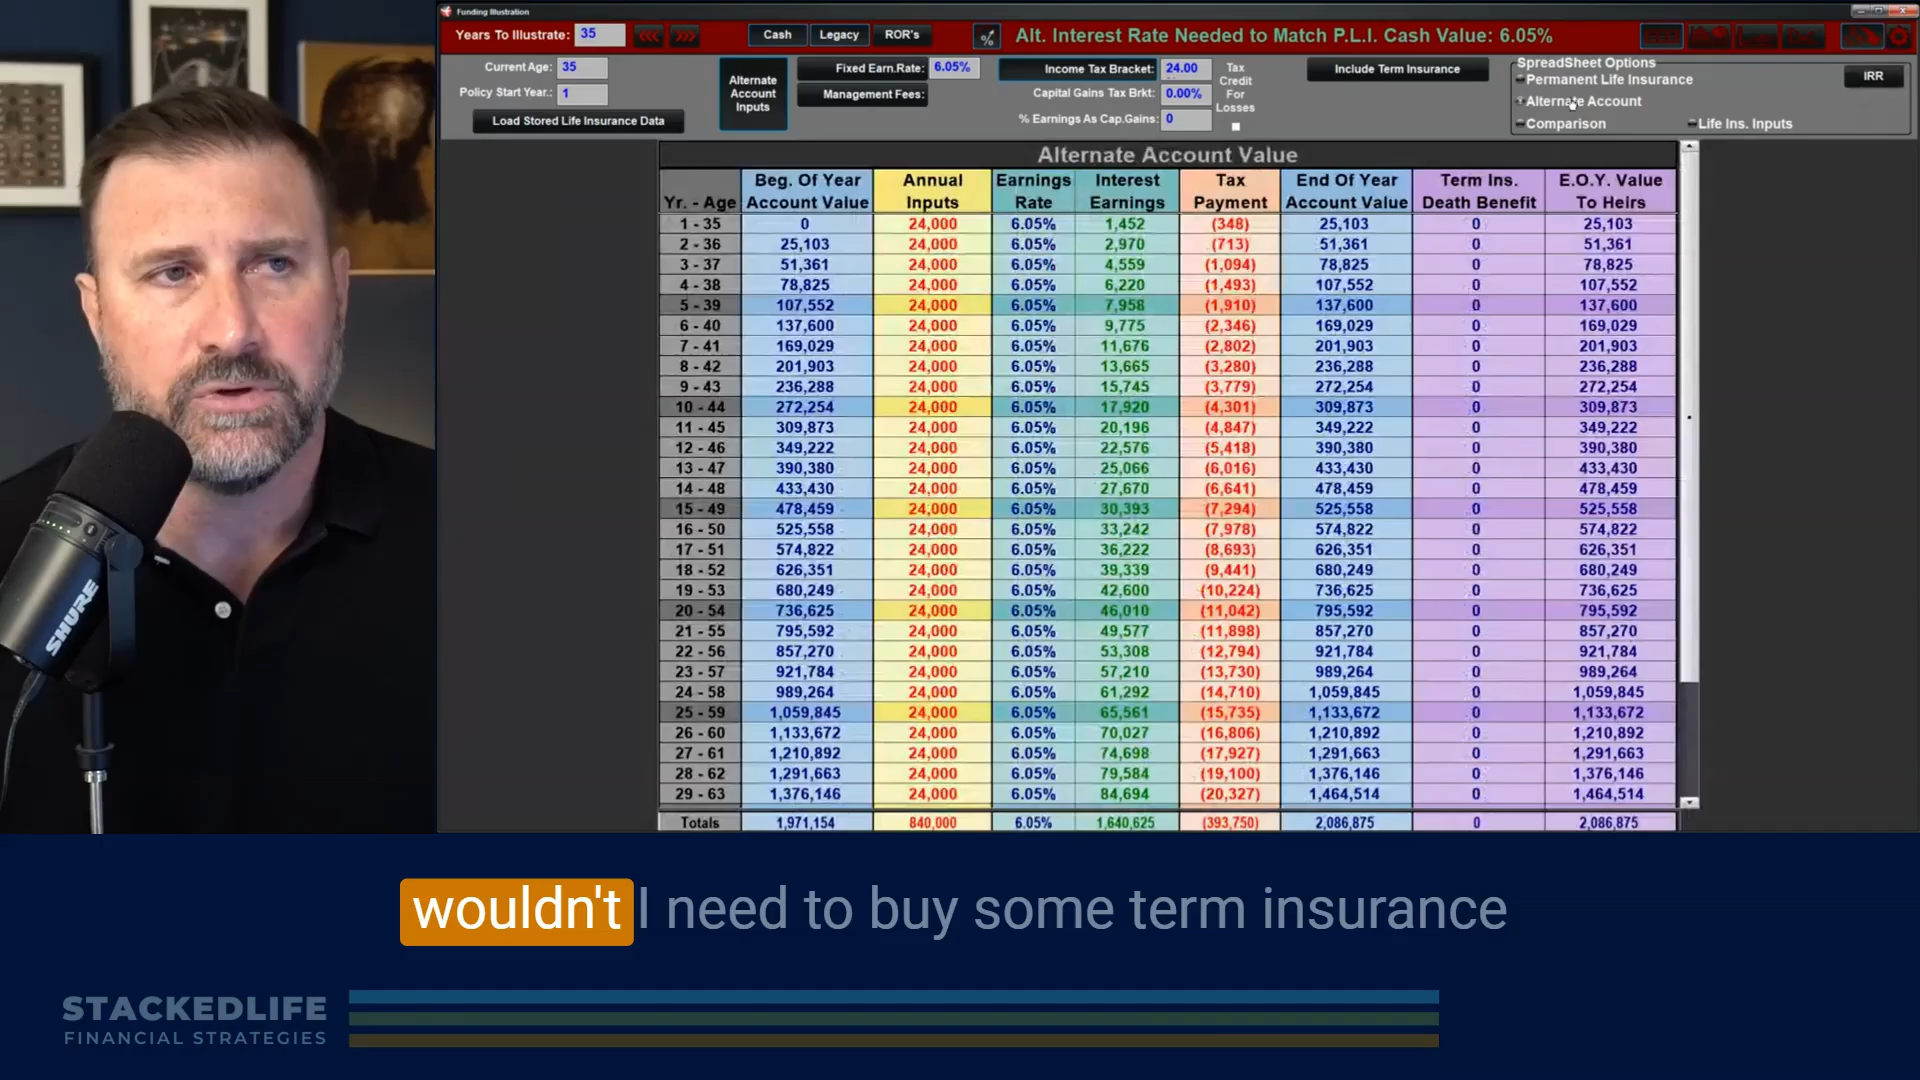 Funding Illustration
Years To Illustrate: 35 <<< >>> Cash Legacy ROR's % Alt. Interest Rate Needed to Match P.L.I. Cash Value: 6.05%
Current Age: 35
Policy Start Year.: 1
Load Stored Life Insurance Data
Alternate
Account
Inputs
Fixed Earn.Rate: 6.05%
Management Fees:
Income Tax Bracket: 24.00
Capital Gains Tax Brkt: 0.00%
% Earnings As Cap.Gains: 0
Tax
Credit
For
Losses
Include Term Insurance
SpreadSheet Options
Permanent Life Insurance
Alternate Account
Comparison
Life Ins. Inputs
IRR
Alternate Account Value
Yr. - Age Beg. Of Year Account Value Annual Inputs Earnings Rate Interest Earnings Tax Payment End Of Year Account Value Term Ins. Death Benefit E.O.Y. Value To Heirs
1 - 35 0 24,000 6.05% 1,452 (348) 25,103 0 25,103
2 - 36 25,103 24,000 6.05% 2,970 (713) 51,361 0 51,361
3 - 37 51,361 24,000 6.05% 4,559 (1,094) 78,825 0 78,825
4 - 38 78,825 24,000 6.05% 6,220 (1,493) 107,552 0 107,552
5 - 39 107,552 24,000 6.05% 7,958 (1,910) 137,600 0 137,600
6 - 40 137,600 24,000 6.05% 9,775 (2,346) 169,029 0 169,029
7 - 41 169,029 24,000 6.05% 11,676 (2,802) 201,903 0 201,903
8 - 42 201,903 24,000 6.05% 13,665 (3,280) 236,288 0 236,288
9 - 43 236,288 24,000 6.05% 15,745 (3,779) 272,254 0 272,254
10 - 44 272,254 24,000 6.05% 17,920 (4,301) 309,873 0 309,873
11 - 45 309,873 24,000 6.05% 20,196 (4,847) 349,222 0 349,222
12 - 46 349,222 24,000 6.05% 22,576 (5,418) 390,380 0 390,380
13 - 47 390,380 24,000 6.05% 25,066 (6,016) 433,430 0 433,430
14 - 48 433,430 24,000 6.05% 27,670 (6,641) 478,459 0 478,459
15 - 49 478,459 24,000 6.05% 30,393 (7,294) 525,558 0 525,558
16 - 50 525,558 24,000 6.05% 33,242 (7,978) 574,822 0 574,822
17 - 51 574,822 24,000 6.05% 36,222 (8,693) 626,351 0 626,351
18 - 52 626,351 24,000 6.05% 39,339 (9,441) 680,249 0 680,249
19 - 53 680,249 24,000 6.05% 42,600 (10,224) 736,625 0 736,625
20 - 54 736,625 24,000 6.05% 46,010 (11,042) 795,592 0 795,592
21 - 55 795,592 24,000 6.05% 49,577 (11,898) 857,270 0 857,270
22 - 56 857,270 24,000 6.05% 53,308 (12,794) 921,784 0 921,784
23 - 57 921,784 24,000 6.05% 57,210 (13,730) 989,264 0 989,264
24 - 58 989,264 24,000 6.05% 61,292 (14,710) 1,059,845 0 1,059,845
25 - 59 1,059,845 24,000 6.05% 65,561 (15,735) 1,133,672 0 1,133,672
26 - 60 1,133,672 24,000 6.05% 70,027 (16,806) 1,210,892 0 1,210,892
27 - 61 1,210,892 24,000 6.05% 74,698 (17,927) 1,291,663 0 1,291,663
28 - 62 1,291,663 24,000 6.05% 79,584 (19,100) 1,376,146 0 1,376,146
29 - 63 1,376,146 24,000 6.05% 84,694 (20,327) 1,464,514 0 1,464,514
Totals 1,971,154 840,000 6.05% 1,640,625 (393,750) 2,086,875 0 2,086,875
SHURE
wouldn't I need to buy some term insurance
STACKEDLIFE
FINANCIAL STRATEGIES